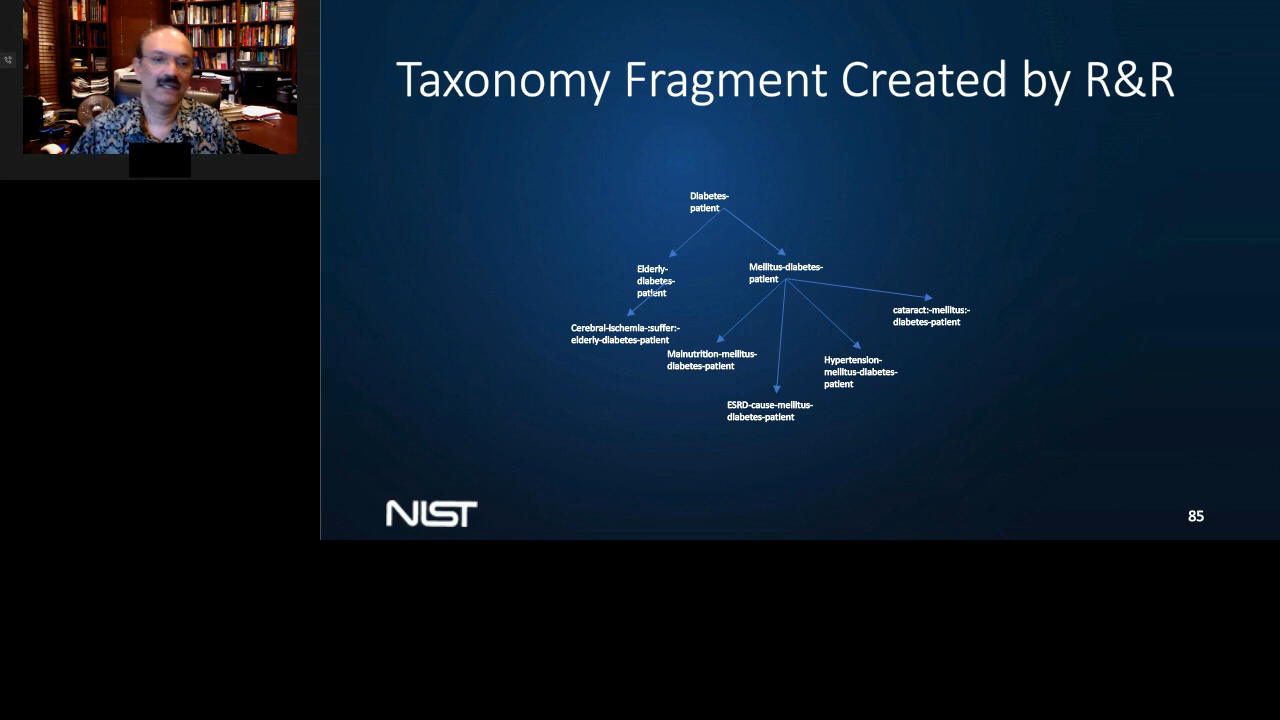 Taxonomy Fragment Created by R&R
Diabetes-
patient
Elderly-
diabetes-
patient
Mellitus-diabetes-
patient
cataract:-mellitus:-
diabetes-patient
Cerebral-ischemia-:suffer:-
elderly-diabetes-patient
Malnutrition-mellitus-
diabetes-patient
Hypertension-
mellitus-diabetes-
patient
ESRD-cause-mellitus-
diabetes-patient
NIST
85